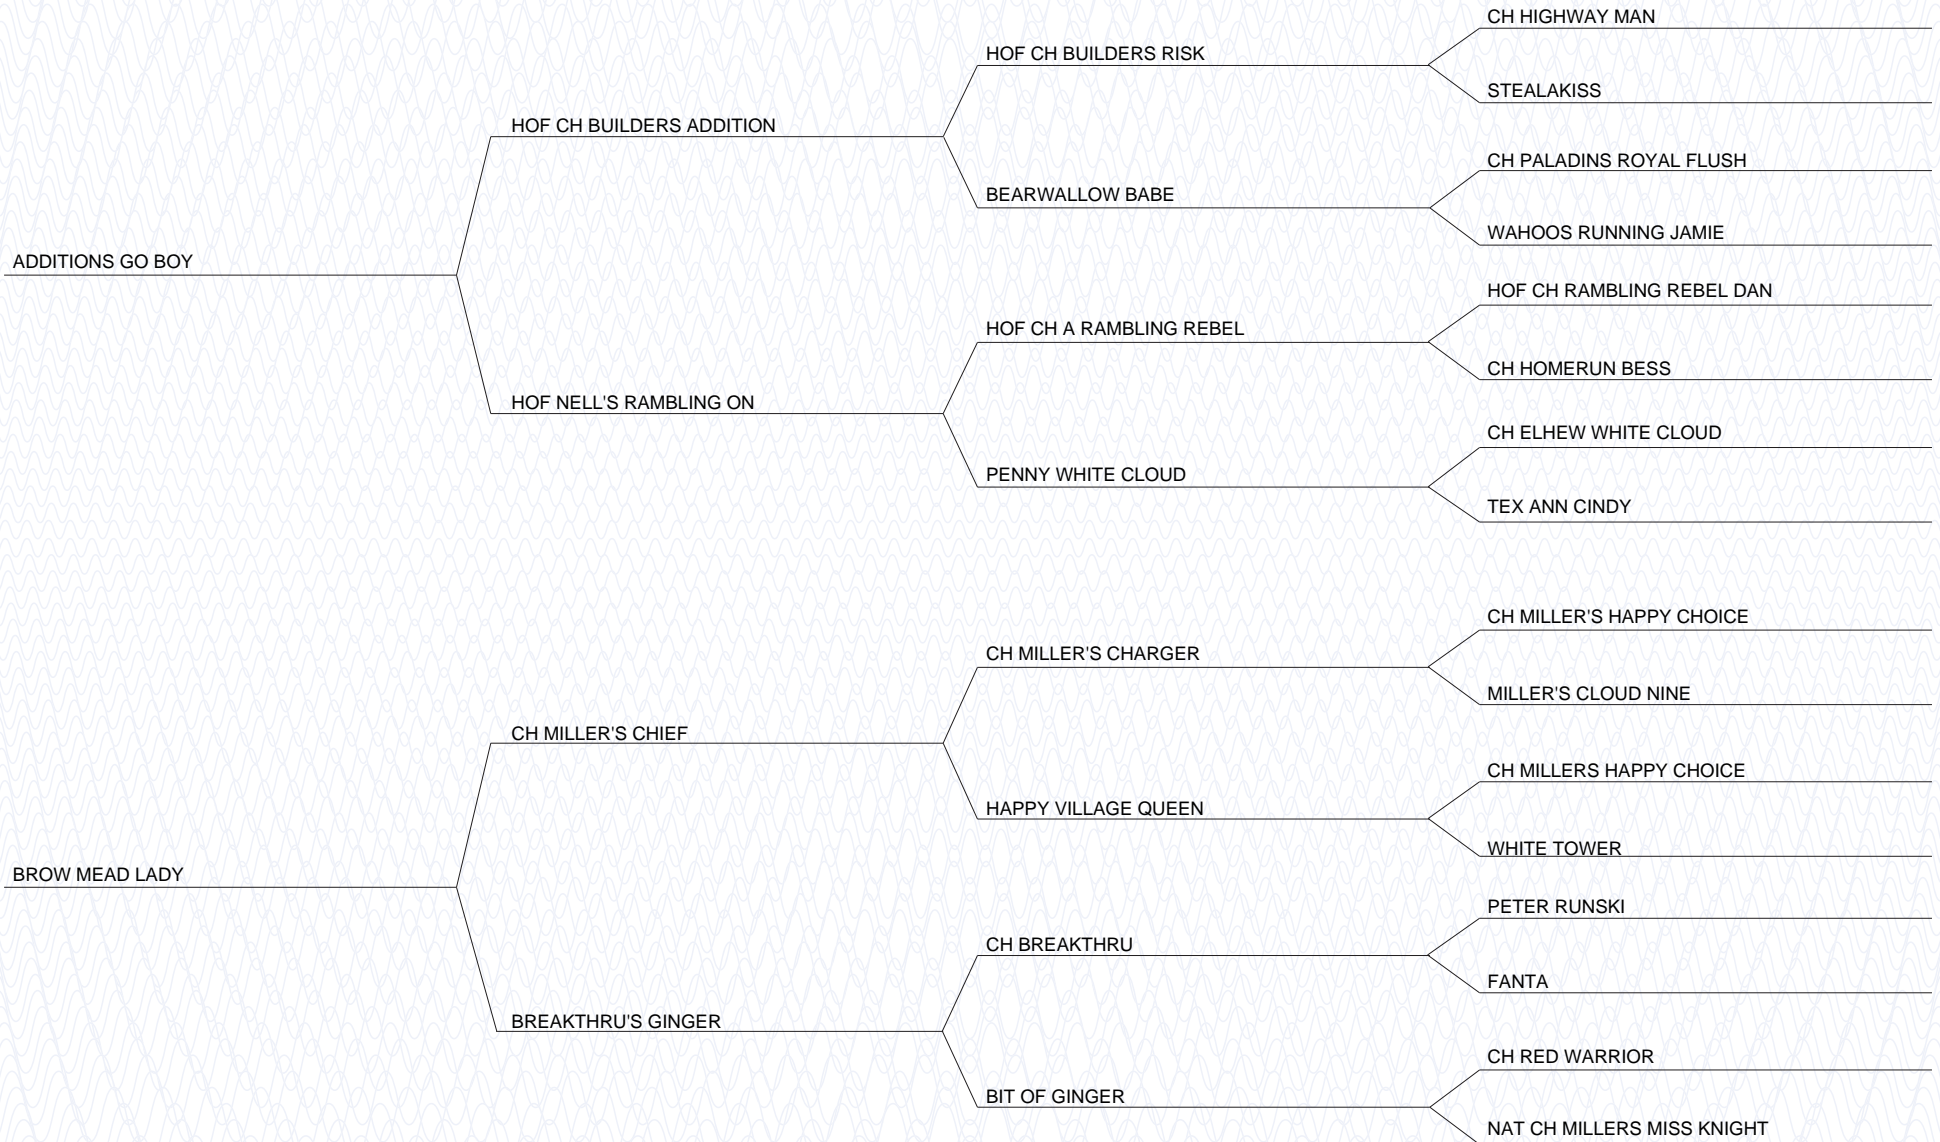 CH HIGHWAY MAN
HOF CH BUILDERS RISK
STEALAKISS
HOF CH BUILDERS ADDITION
CH PALADINS ROYAL FLUSH
BEARWALLOW BABE
WAHOOS RUNNING JAMIE
ADDITIONS GO BOY
HOF CH RAMBLING REBEL DAN
HOF CH A RAMBLING REBEL
CH HOMERUN BESS
HOF NELL'S RAMBLING ON
CH ELHEW WHITE CLOUD
PENNY WHITE CLOUD
TEX ANN CINDY
CH MILLER'S HAPPY CHOICE
CH MILLER'S CHARGER
MILLER'S CLOUD NINE
CH MILLER'S CHIEF
CH MILLERS HAPPY CHOICE
HAPPY VILLAGE QUEEN
WHITE TOWER
BROW MEAD LADY
PETER RUNSKI
CH BREAKTHRU
FANTA
BREAKTHRU'S GINGER
CH RED WARRIOR
BIT OF GINGER
NAT CH MILLERS MISS KNIGHT